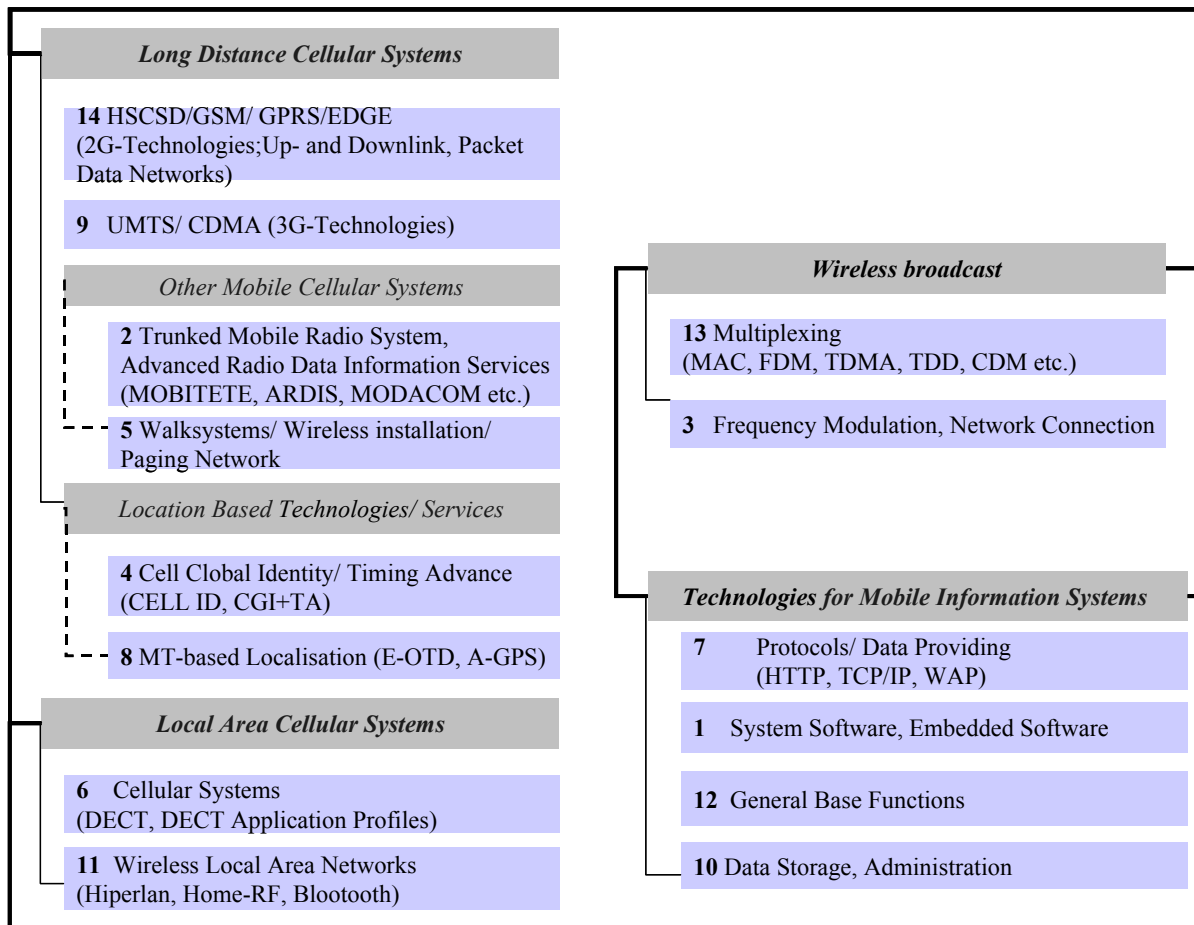 Long Distance Cellular Systems
14 HSCSD/GSM/ GPRS/EDGE
(2G-Technologies;Up- and Downlink, Packet
Data Networks)
9 UMTS/ CDMA (3G-Technologies)
Other Mobile Cellular Systems
2 Trunked Mobile Radio System,
Advanced Radio Data Information Services
(MOBITETE, ARDIS, MODACOM etc.)
5 Walksystems/ Wireless installation/
Paging Network
Location Based Technologies/ Services
4 Cell Clobal Identity/ Timing Advance
(CELL ID, CGI+TA)
8 MT-based Localisation (E-OTD, A-GPS)
Local Area Cellular Systems
6 Cellular Systems
(DECT, DECT Application Profiles)
11 Wireless Local Area Networks
(Hiperlan, Home-RF, Blootooth)
Wireless broadcast
13 Multiplexing
(MAC, FDM, TDMA, TDD, CDM etc.)
3 Frequency Modulation, Network Connection
Technologies for Mobile Information Systems
7 Protocols/ Data Providing
(HTTP, TCP/IP, WAP)
1 System Software, Embedded Software
12 General Base Functions
10 Data Storage, Administration